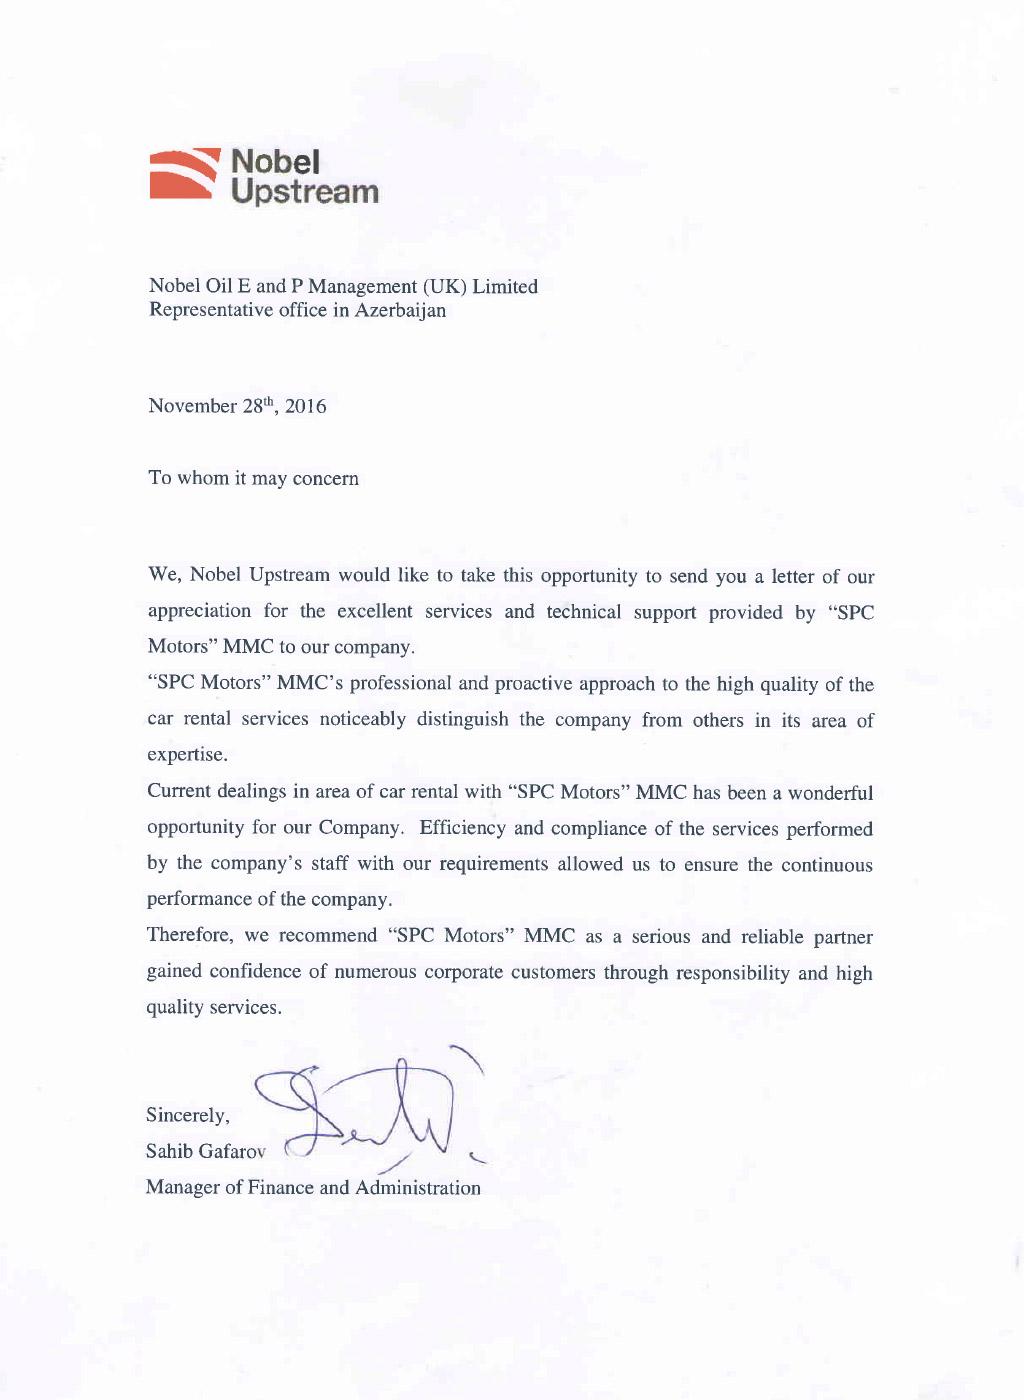 Nobel
Upstream
Nobel Oil E and P Management (UK) Limited
Representative office in Azerbaijan
November 28th, 2016
To whom it may concern
We, Nobel Upstream would like to take this opportunity to send you a letter of our
appreciation for the excellent services and technical support provided by “SPC
Motors” MMC to our company.
“SPC Motors” MMC’s professional and proactive approach to the high quality of the
car rental services noticeably distinguish the company from others in its area of
expertise.
Current dealings in area of car rental with “SPC Motors” MMC has been a wonderful
opportunity for our Company.  Efficiency and compliance of the services performed
by the company’s staff with our requirements allowed us to ensure the continuous
performance of the company.
Therefore, we recommend “SPC Motors” MMC as a serious and reliable partner
gained confidence of numerous corporate customers through responsibility and high
quality services.
Sincerely,
Sahib Gafarov
Manager of Finance and Administration